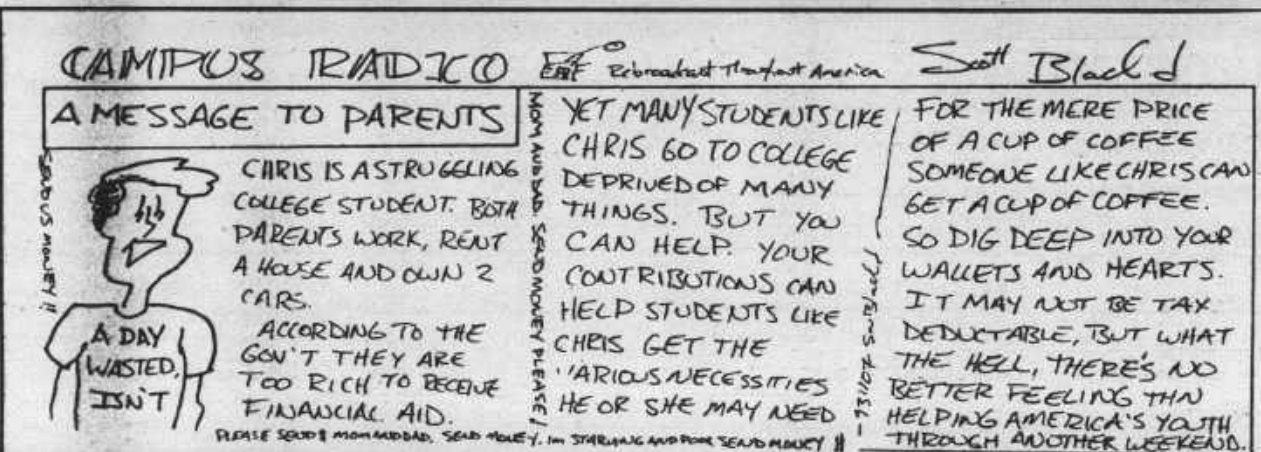 CAMPUS RADIO
Rebroadcast Throughout America
Scott Black
A MESSAGE TO PARENTS
SEND US MONEY!!
A DAY
WASTED,
ISN'T
CHRIS IS A STRUGGLING
COLLEGE STUDENT. BOTH
PARENTS WORK, RENT
A HOUSE AND OWN 2
CARS.
ACCORDING TO THE
GOV'T THEY ARE
TOO RICH TO RECEIVE
FINANCIAL AID.
MOM AND DAD SEND MONEY PLEASE!
YET MANY STUDENTS LIKE
CHRIS GO TO COLLEGE
DEPRIVED OF MANY
THINGS. BUT YOU
CAN HELP. YOUR
CONTRIBUTIONS CAN
HELP STUDENTS LIKE
CHRIS GET THE
VARIOUS NECESSITIES
HE OR SHE MAY NEED
FOR THE MERE PRICE
OF A CUP OF COFFEE
SOMEONE LIKE CHRIS CAN
GET A CUP OF COFFEE.
SO DIG DEEP INTO YOUR
WALLETS AND HEARTS.
IT MAY NOT BE TAX
DEDUCTABLE, BUT WHAT
THE HELL, THERE'S NO
BETTER FEELING THN
HELPING AMERICA'S YOUTH
THROUGH ANOTHER WEEKEND.
PLEASE SEND $ MOM AND DAD, SEND MONEY. Im STARVING AND POOR SEND MONEY !!